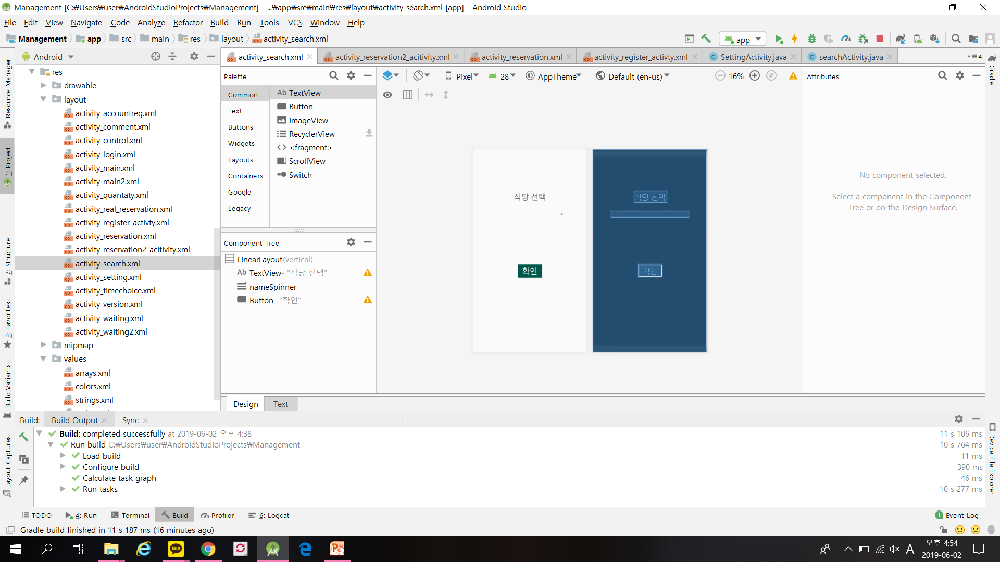 Management [C:₩Users₩user₩AndroidStudioProjects₩Management] - ...₩app₩src₩main₩res₩layout₩activity_search.xml [app] - Android Studio
File Edit View Navigate Code Analyze Refactor Build Run Tools VCS Window Help
Management app src main res layout activity_search.xml
app
Android
activity_search.xml activity_reservation2_acitivity.xml activity_reservation.xml activity_register_activty.xml SettingActivity.java searchActivity.java
4
Resource Manager
1: Project
7: Structure
2: Favorites
Build Variants
Layout Captures
res
drawable
layout
activity_accountreg.xml
activity_comment.xml
activity_control.xml
activity_login.xml
activity_main.xml
activity_main2.xml
activity_quantaty.xml
activity_real_reservation.xml
activity_register_activty.xml
activity_reservation.xml
activity_reservation2_acitivity.xml
activity_search.xml
activity_setting.xml
activity_timechoice.xml
activity_version.xml
activity_waiting.xml
activity_waiting2.xml
mipmap
values
arrays.xml
colors.xml
strings.xml
Palette
Common
Text
Buttons
Widgets
Layouts
Containers
Google
Legacy
Ab TextView
Button
ImageView
RecyclerView
<fragment>
ScrollView
Switch
Component Tree
LinearLayout(vertical)
Ab TextView- "식당 선택"
nameSpinner
Button- "확인"
Pixel 28 AppTheme Default (en-us) 16%
식당 선택
확인
식당 선택
확인
Attributes
No component selected.
Select a component in the Component
Tree or on the Design Surface.
Gradle
Device File Explorer
Design Text
Build: Build Output Sync
Build: completed successfully at 2019-06-02 오후 4:38 11 s 106 ms
Run build C:₩Users₩user₩AndroidStudioProjects₩Management 10 s 764 ms
Load build 11 ms
Configure build 390 ms
Calculate task graph 46 ms
Run tasks 10 s 277 ms
TODO 4: Run Terminal Build Profiler 6: Logcat 1 Event Log
Gradle build finished in 11 s 187 ms (16 minutes ago)
TALK
A
오후 4:54
2019-06-02